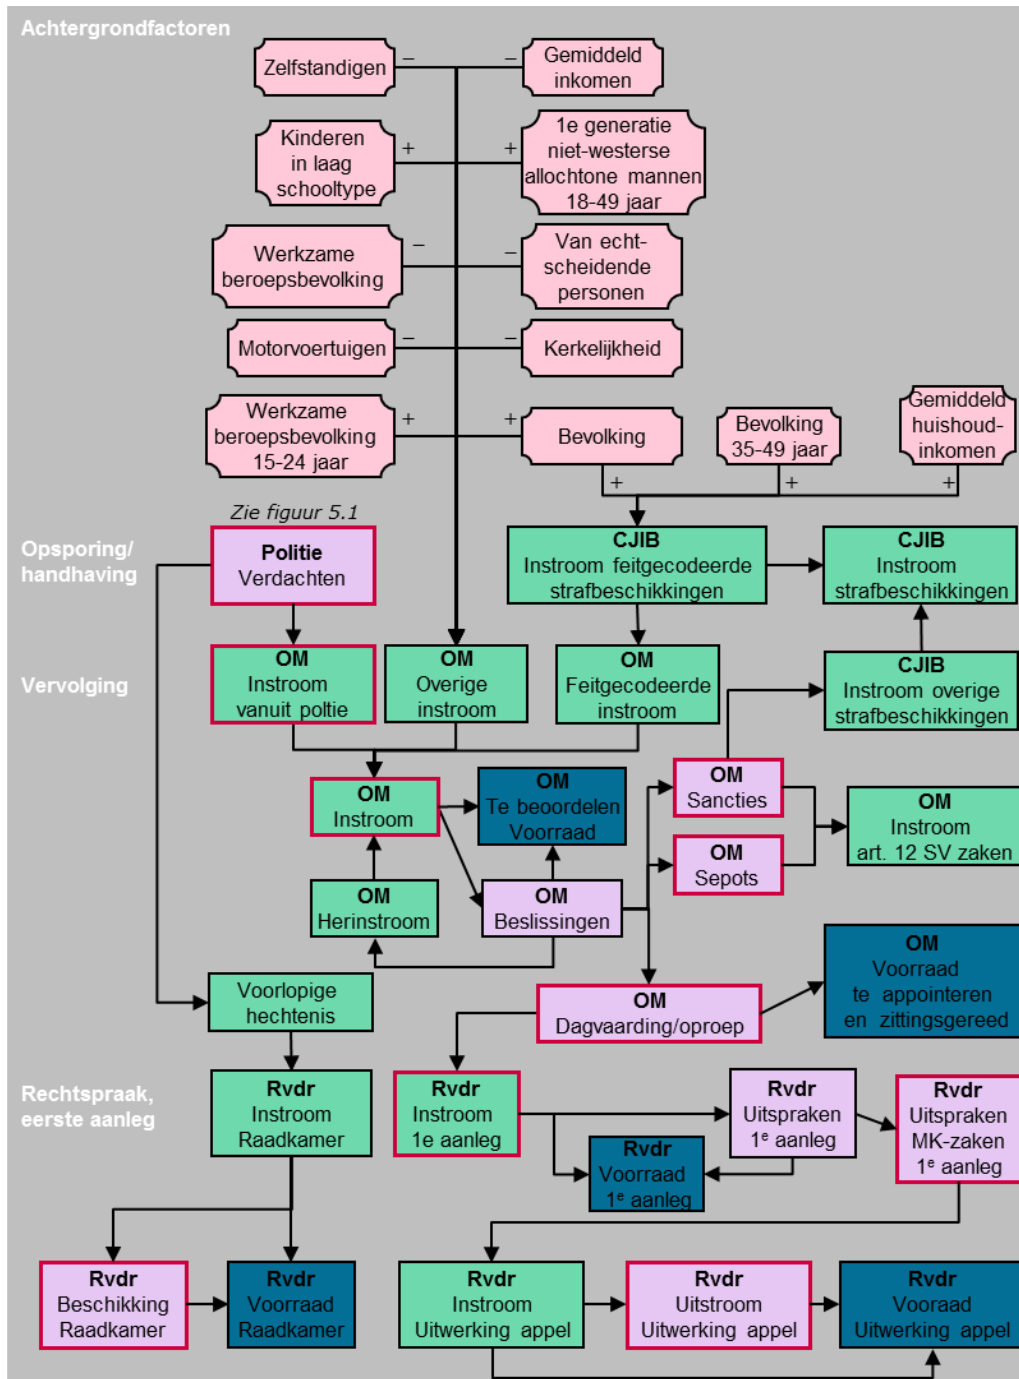 Achtergrondfactoren
Zelfstandigen
−
−
Gemiddeld
inkomen
Kinderen
in laag
schooltype
+
+
1e generatie
niet-westerse
allochtone mannen
18-49 jaar
Werkzame
beroepsbevolking
−
−
Van echt-
scheidende
personen
Motorvoertuigen
−
−
Kerkelijkheid
Werkzame
beroepsbevolking
15-24 jaar
+
+
Bevolking
Bevolking
35-49 jaar
Gemiddeld
huishoud-
inkomen
+
+
+
Zie figuur 5.1
Opsporing/
handhaving
Politie
Verdachten
CJIB
Instroom feitgecodeerde
strafbeschikkingen
CJIB
Instroom
strafbeschikkingen
Vervolging
OM
Instroom
vanuit poltie
OM
Overige
instroom
OM
Feitgecodeerde
instroom
CJIB
Instroom overige
strafbeschikkingen
OM
Instroom
OM
Te beoordelen
Voorraad
OM
Sancties
OM
Instroom
art. 12 SV zaken
OM
Sepots
OM
Herinstroom
OM
Beslissingen
OM
Voorraad
te appointeren
en zittingsgereed
Voorlopige
hechtenis
OM
Dagvaarding/oproep
Rechtspraak,
eerste aanleg
Rvdr
Instroom
Raadkamer
Rvdr
Instroom
1e aanleg
Rvdr
Uitspraken
1e aanleg
Rvdr
Uitspraken
MK-zaken
1e aanleg
Rvdr
Voorraad
1e aanleg
Rvdr
Beschikking
Raadkamer
Rvdr
Voorraad
Raadkamer
Rvdr
Instroom
Uitwerking appel
Rvdr
Uitstroom
Uitwerking appel
Rvdr
Vooraad
Uitwerking appel